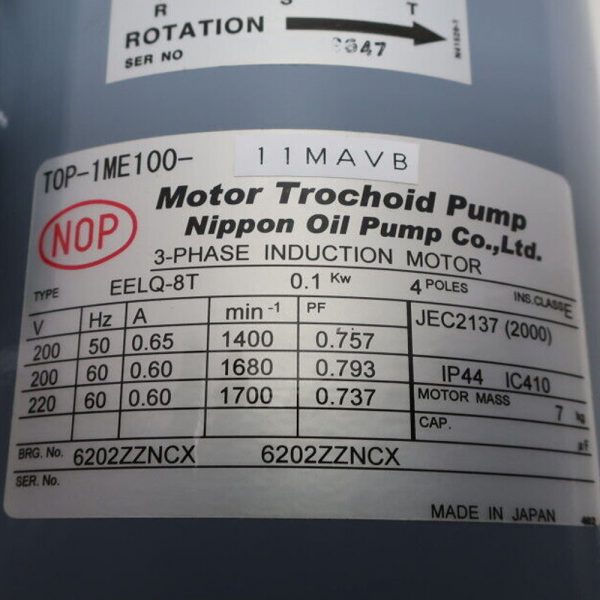 R S T
ROTATION
SER NO
N41529-1
TOP-1ME100- 11MAVB
NOP
Motor Trochoid Pump
Nippon Oil Pump Co.,Ltd.
3-PHASE INDUCTION MOTOR
TYPE EELQ-8T 0.1 Kw 4 POLES INS.CLASS E
V Hz A min -1 PF JEC2137 (2000)
200 50 0.65 1400 0.757
200 60 0.60 1680 0.793 IP44 IC410
220 60 0.60 1700 0.737 MOTOR MASS 7 kg
CAP. µF
BRG. No. 6202ZZNCX 6202ZZNCX
SER. No.
MADE IN JAPAN